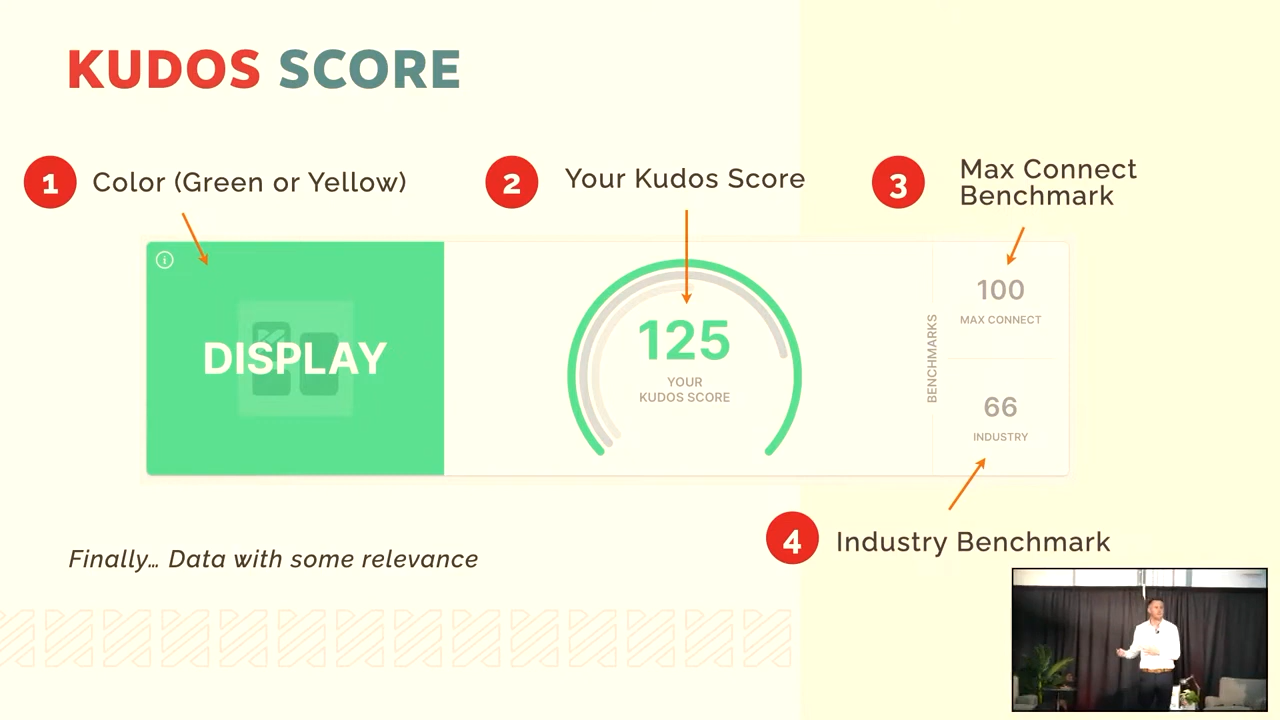 KUDOS SCORE
1 Color (Green or Yellow)
2 Your Kudos Score
3 Max Connect
Benchmark
i
DISPLAY
125
YOUR
KUDOS SCORE
BENCHMARKS
100
MAX CONNECT
66
INDUSTRY
4 Industry Benchmark
Finally... Data with some relevance